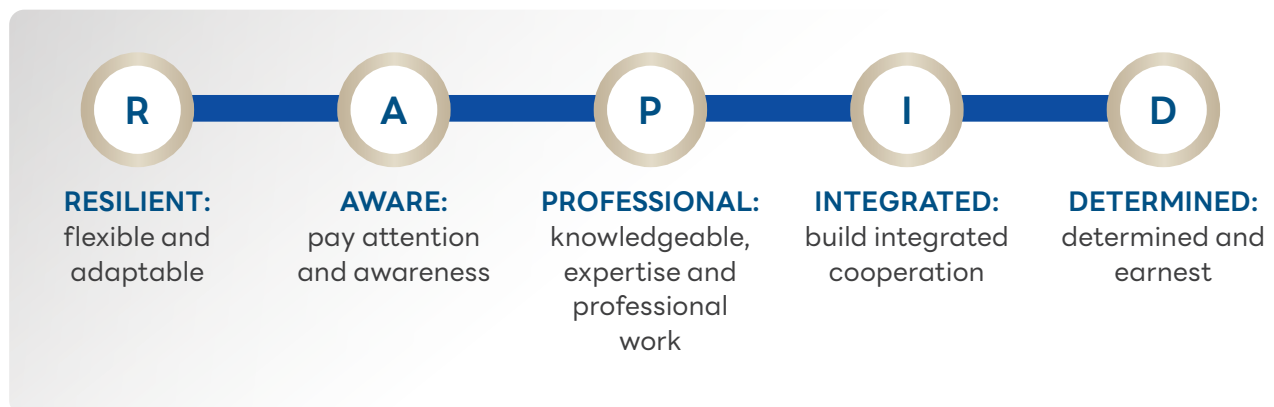 R
A
P
I
D
RESILIENT:
flexible and
adaptable
AWARE:
pay attention
and awareness
PROFESSIONAL:
knowledgeable,
expertise and
professional
work
INTEGRATED:
build integrated
cooperation
DETERMINED:
determined and
earnest